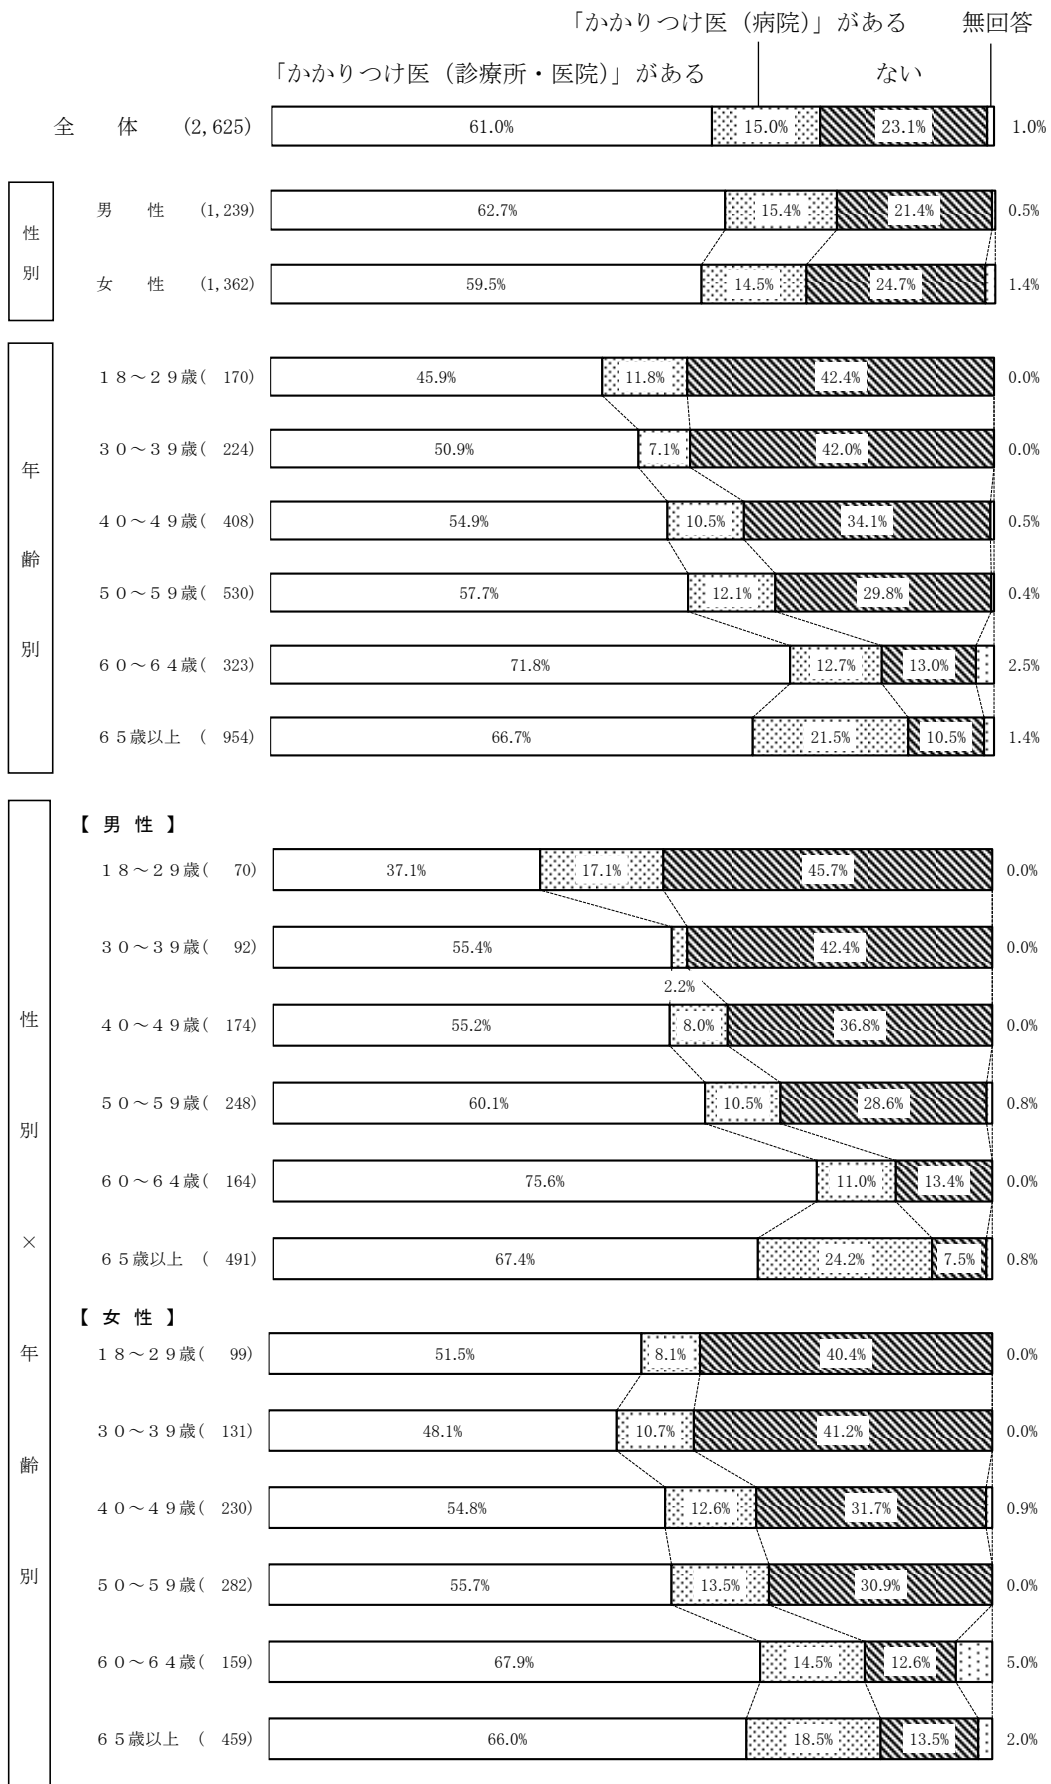 「かかりつけ医（病院）」がある　無回答
「かかりつけ医（診療所・医院）」がある　ない
全　体　(2,625)　61.0%　15.0%　23.1%　1.0%
性別
男　性　(1,239)　62.7%　15.4%　21.4%　0.5%
女　性　(1,362)　59.5%　14.5%　24.7%　1.4%
年齢別
１８～２９歳(　170)　45.9%　11.8%　42.4%　0.0%
３０～３９歳(　224)　50.9%　7.1%　42.0%　0.0%
４０～４９歳(　408)　54.9%　10.5%　34.1%　0.5%
５０～５９歳(　530)　57.7%　12.1%　29.8%　0.4%
６０～６４歳(　323)　71.8%　12.7%　13.0%　2.5%
６５歳以上　(　954)　66.7%　21.5%　10.5%　1.4%
性別×年齢別
【 男 性 】
１８～２９歳(　70)　37.1%　17.1%　45.7%　0.0%
３０～３９歳(　92)　55.4%　42.4%　0.0%
2.2%
４０～４９歳(　174)　55.2%　8.0%　36.8%　0.0%
５０～５９歳(　248)　60.1%　10.5%　28.6%　0.8%
６０～６４歳(　164)　75.6%　11.0%　13.4%　0.0%
６５歳以上　(　491)　67.4%　24.2%　7.5%　0.8%
【 女 性 】
１８～２９歳(　99)　51.5%　8.1%　40.4%　0.0%
３０～３９歳(　131)　48.1%　10.7%　41.2%　0.0%
４０～４９歳(　230)　54.8%　12.6%　31.7%　0.9%
５０～５９歳(　282)　55.7%　13.5%　30.9%　0.0%
６０～６４歳(　159)　67.9%　14.5%　12.6%　5.0%
６５歳以上　(　459)　66.0%　18.5%　13.5%　2.0%